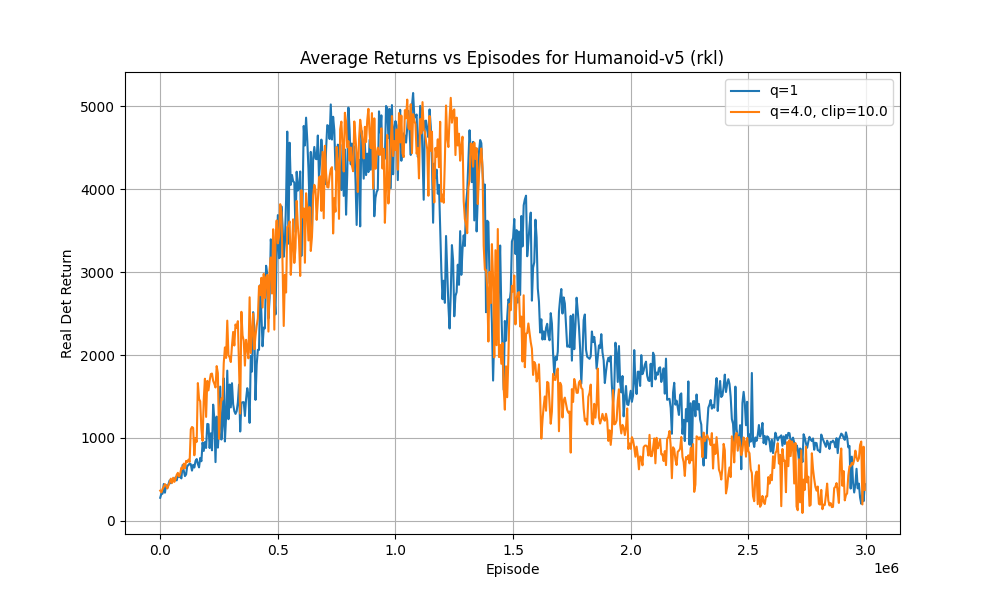 Average Returns vs Episodes for Humanoid-v5 (rkl)
q=1
q=4.0, clip=10.0
Real Det Return
5000
4000
3000
2000
1000
0
0.0 0.5 1.0 1.5 2.0 2.5 3.0
1e6
Episode